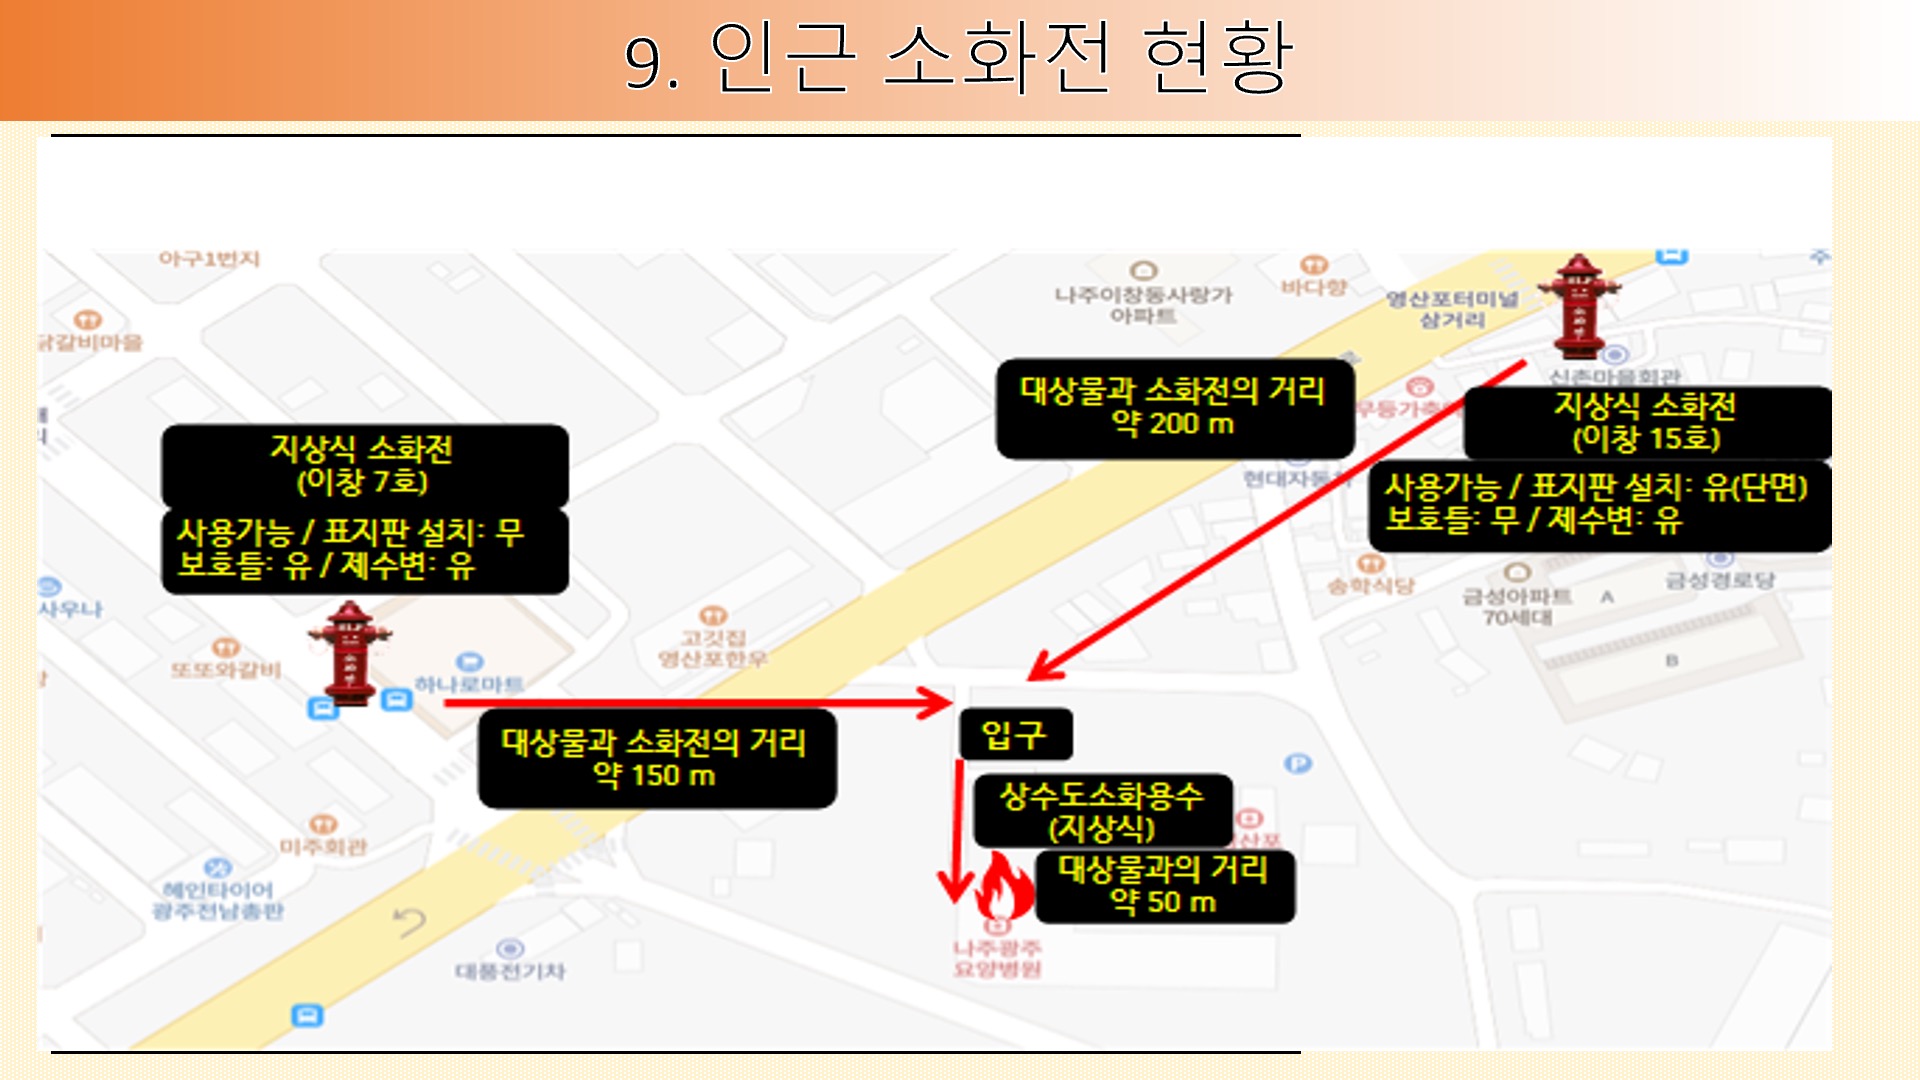 9. 인근 소화전 현황
아구1번지
나주이창동사랑가
아파트
바다향
영산포터미널
삼거리
닭갈비마을
신촌마을회관
대상물과 소화전의 거리
약 200 m
지상식 소화전
(이창 15호)
사용가능 / 표지판 설치: 유(단면)
보호틀: 무 / 제수변: 유
지상식 소화전
(이창 7호)
사용가능 / 표지판 설치: 무
보호틀: 유 / 제수변: 유
소화전
소화전
송학식당
금성아파트
70세대
A
B
금성경로당
사우나
또또와갈비
하나로마트
고깃집
영산포한우
대상물과 소화전의 거리
약 150 m
입구
상수도소화용수
(지상식)
대상물과의 거리
약 50 m
P
미주회관
혜인타이어
광주전남총판
대풍전기차
나주광주
요양병원